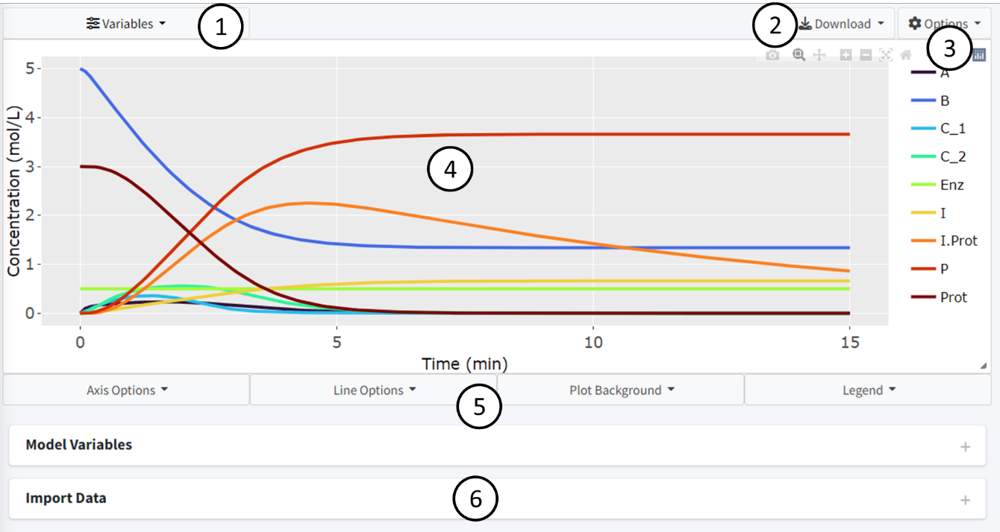 Variables
1
2
Download
Options
3
5
4
3
2
1
0
Concentration (mol/L)
4
0
5
10
15
Time (min)
A
B
C_1
C_2
Enz
I
I.Prot
P
Prot
Axis Options
Line Options
Plot Background
Legend
5
Model Variables
Import Data
6